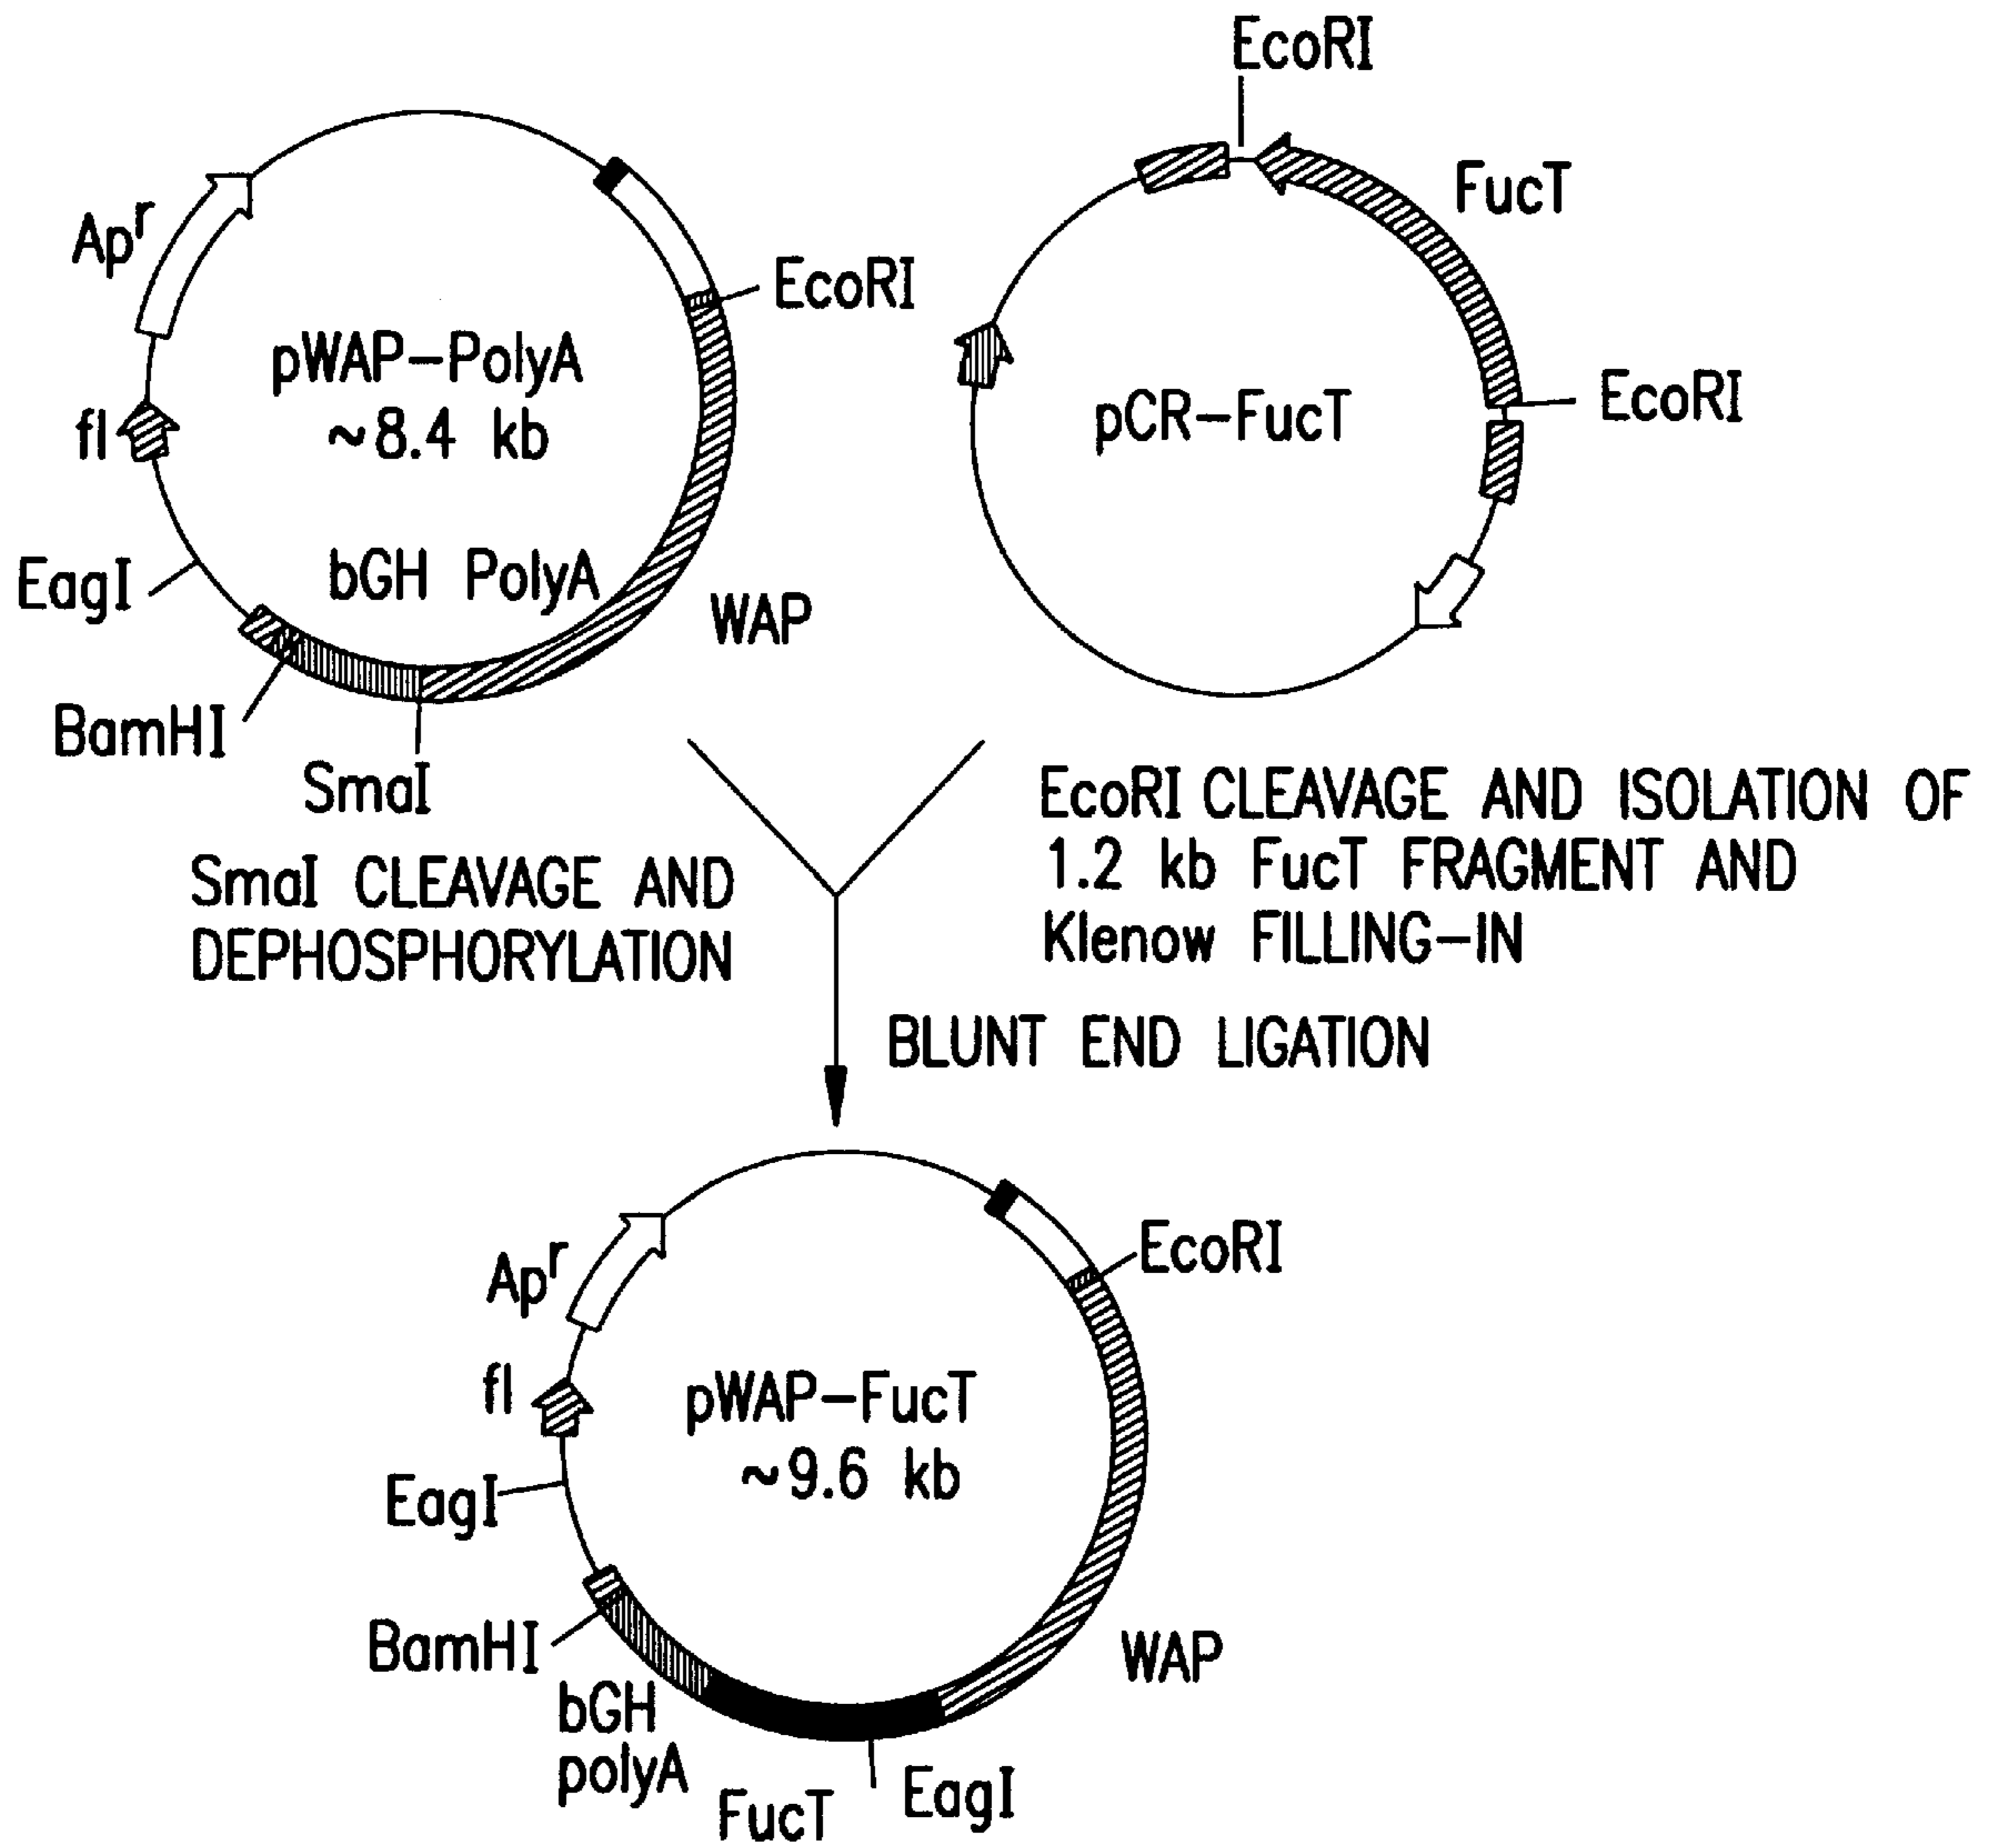 EcoRI
FucT
Ap^r
EcoRI
pWAP-PolyA
~8.4 kb
pCR-FucT
EcoRI
fl
EagI
bGH PolyA
WAP
BamHI
SmaI
EcoRI CLEAVAGE AND ISOLATION OF
1.2 kb FucT FRAGMENT AND
Klenow FILLING-IN
SmaI CLEAVAGE AND
DEPHOSPHORYLATION
BLUNT END LIGATION
EcoRI
Ap^r
fl
pWAP-FucT
~9.6 kb
EagI
BamHI
WAP
bGH
polyA
FucT
EagI